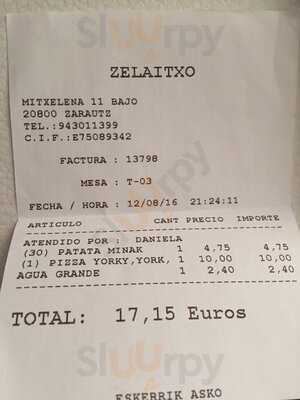 Sluurpy
ZELAITXO
MITXELENA 11 BAJO
20800 ZARAUTZ
TEL.:943011399
C.I.F.:E75089342
FACTURA : 13798
MESA : T-03
FECHA / HORA : 12/08/16 21:24:11
ARTICULO CANT PRECIO IMPORTE
ATENDIDO POR : DANIELA
(30) PATATA MINAK 1 4,75 4,75
(1) PIZZA YORKY,YORK, 1 10,00 10,00
AGUA GRANDE 1 2,40 2,40
TOTAL: 17,15 Euros
Sluurpy
ESKERRIK ASKO